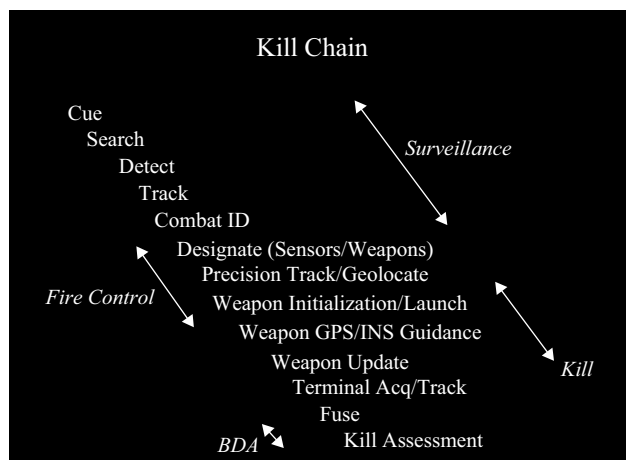 Kill Chain
Cue
Search
Surveillance
Detect
Track
Combat ID
Designate (Sensors/Weapons)
Precision Track/Geolocate
Fire Control
Weapon Initialization/Launch
Weapon GPS/INS Guidance
Weapon Update
Kill
Terminal Acq/Track
Fuse
BDA
Kill Assessment